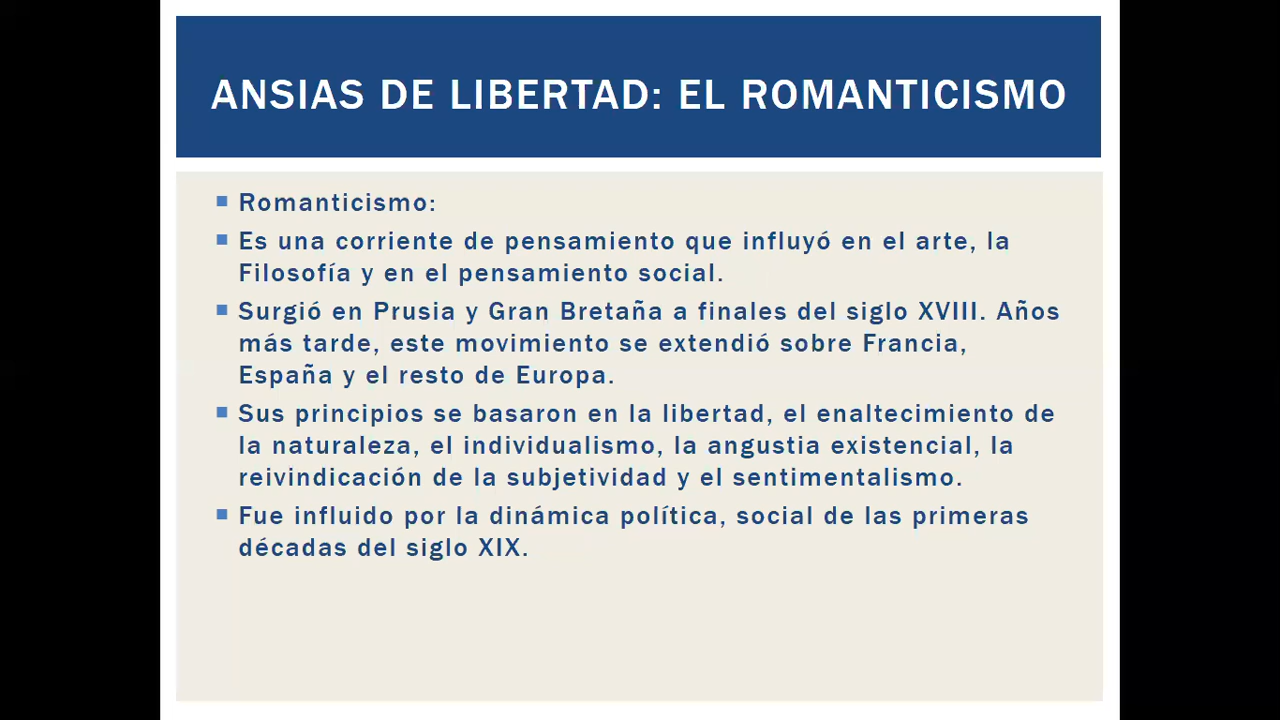 ANSIAS DE LIBERTAD: EL ROMANTICISMO
Romanticismo:
Es una corriente de pensamiento que influyó en el arte, la
Filosofía y en el pensamiento social.
Surgió en Prusia y Gran Bretaña a finales del siglo XVIII. Años
más tarde, este movimiento se extendió sobre Francia,
España y el resto de Europa.
Sus principios se basaron en la libertad, el enaltecimiento de
la naturaleza, el individualismo, la angustia existencial, la
reivindicación de la subjetividad y el sentimentalismo.
Fue influido por la dinámica política, social de las primeras
décadas del siglo XIX.